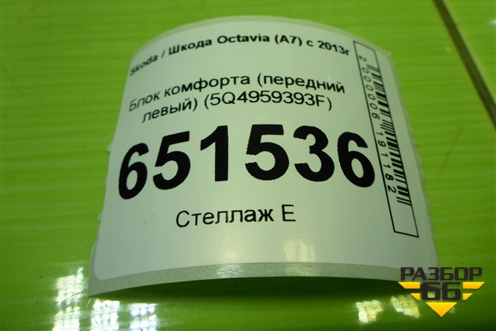 Skoda / Шкода Octavia (A7) с 2013г
Блок комфорта (передний
левый) (5Q4959393F)
651536
Стеллаж Е
РАЗБОР
66